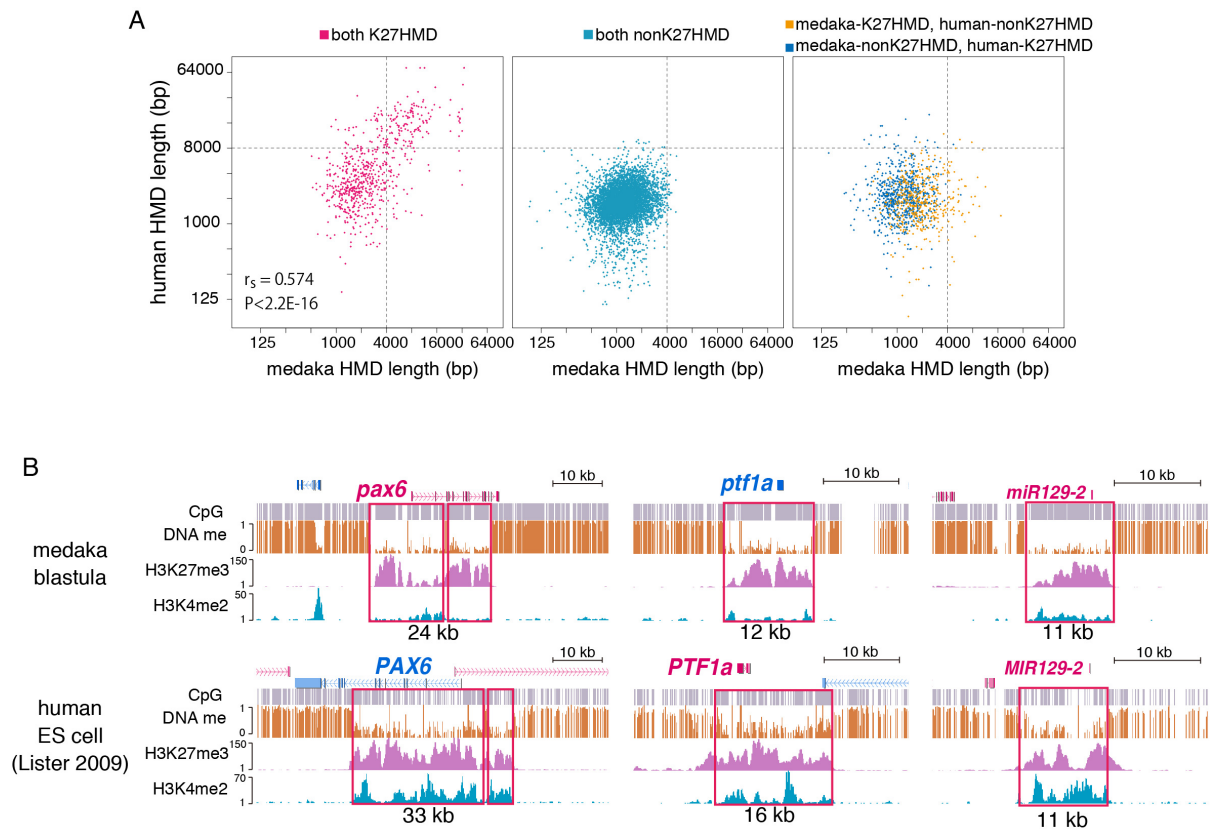 A
both K27HMD
both nonK27HMD
medaka-K27HMD, human-nonK27HMD
medaka-nonK27HMD, human-K27HMD
human HMD length (bp)
64000
8000
1000
125
rs = 0.574
P<2.2E-16
125 1000 4000 16000 64000
125 1000 4000 16000 64000
125 1000 4000 16000 64000
medaka HMD length (bp)
medaka HMD length (bp)
medaka HMD length (bp)
B
medaka
blastula
pax6
10 kb
ptf1a
10 kb
miR129-2
10 kb
CpG
DNA me
1
0
H3K27me3
150
1
H3K4me2
50
1
24 kb
12 kb
11 kb
human
ES cell
(Lister 2009)
PAX6
10 kb
PTF1a
10 kb
MIR129-2
10 kb
CpG
DNA me
1
0
H3K27me3
150
1
H3K4me2
70
1
33 kb
16 kb
11 kb